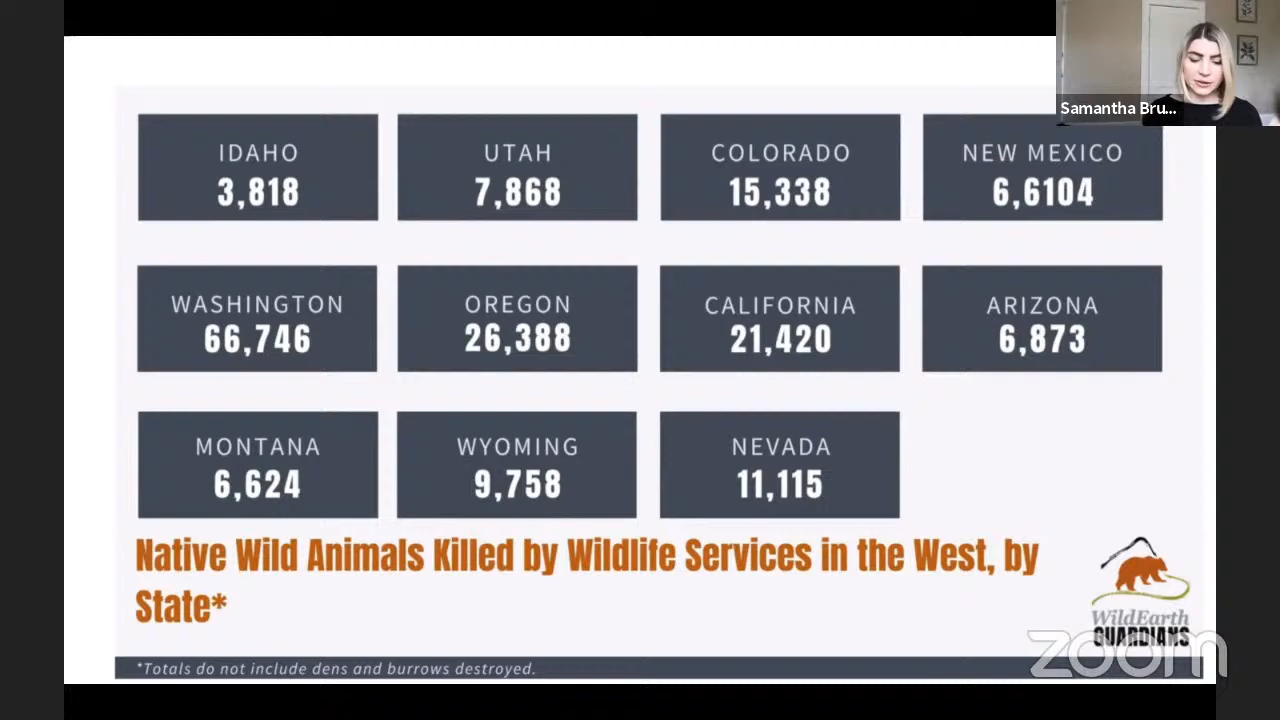 Samantha Bru...
IDAHO
3,818
UTAH
7,868
COLORADO
15,338
NEW MEXICO
6,6104
WASHINGTON
66,746
OREGON
26,388
CALIFORNIA
21,420
ARIZONA
6,873
MONTANA
6,624
WYOMING
9,758
NEVADA
11,115
Native Wild Animals Killed by Wildlife Services in the West, by
State*
WildEarth
GUARDIANS
zoom
*Totals do not include dens and burrows destroyed.